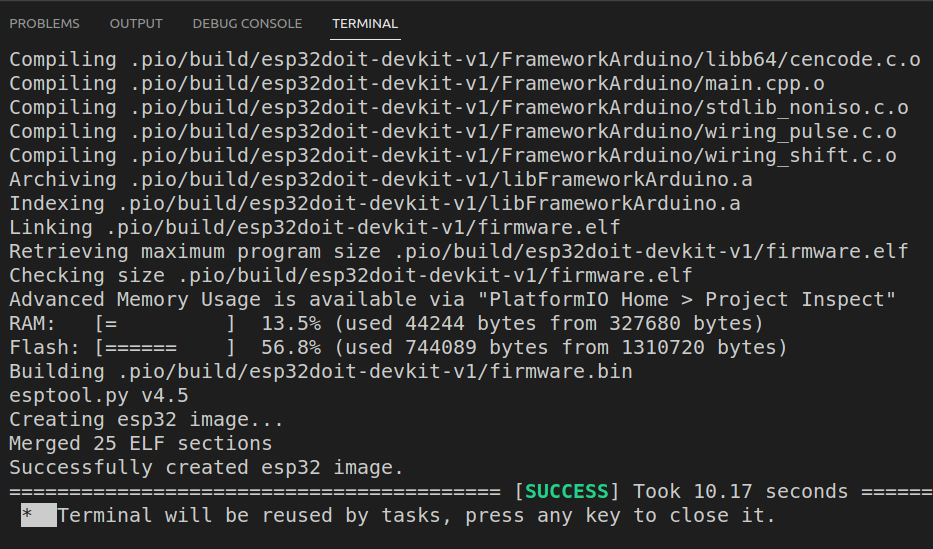 PROBLEMS OUTPUT DEBUG CONSOLE TERMINAL
Compiling .pio/build/esp32doit-devkit-v1/FrameworkArduino/libb64/cencode.c.o
Compiling .pio/build/esp32doit-devkit-v1/FrameworkArduino/main.cpp.o
Compiling .pio/build/esp32doit-devkit-v1/FrameworkArduino/stdlib_noniso.c.o
Compiling .pio/build/esp32doit-devkit-v1/FrameworkArduino/wiring_pulse.c.o
Compiling .pio/build/esp32doit-devkit-v1/FrameworkArduino/wiring_shift.c.o
Archiving .pio/build/esp32doit-devkit-v1/libFrameworkArduino.a
Indexing .pio/build/esp32doit-devkit-v1/libFrameworkArduino.a
Linking .pio/build/esp32doit-devkit-v1/firmware.elf
Retrieving maximum program size .pio/build/esp32doit-devkit-v1/firmware.elf
Checking size .pio/build/esp32doit-devkit-v1/firmware.elf
Advanced Memory Usage is available via "PlatformIO Home > Project Inspect"
RAM:   [=         ]  13.5% (used 44244 bytes from 327680 bytes)
Flash: [======    ]  56.8% (used 744089 bytes from 1310720 bytes)
Building .pio/build/esp32doit-devkit-v1/firmware.bin
esptool.py v4.5
Creating esp32 image...
Merged 25 ELF sections
Successfully created esp32 image.
========================================= [SUCCESS] Took 10.17 seconds ======
 *  Terminal will be reused by tasks, press any key to close it.